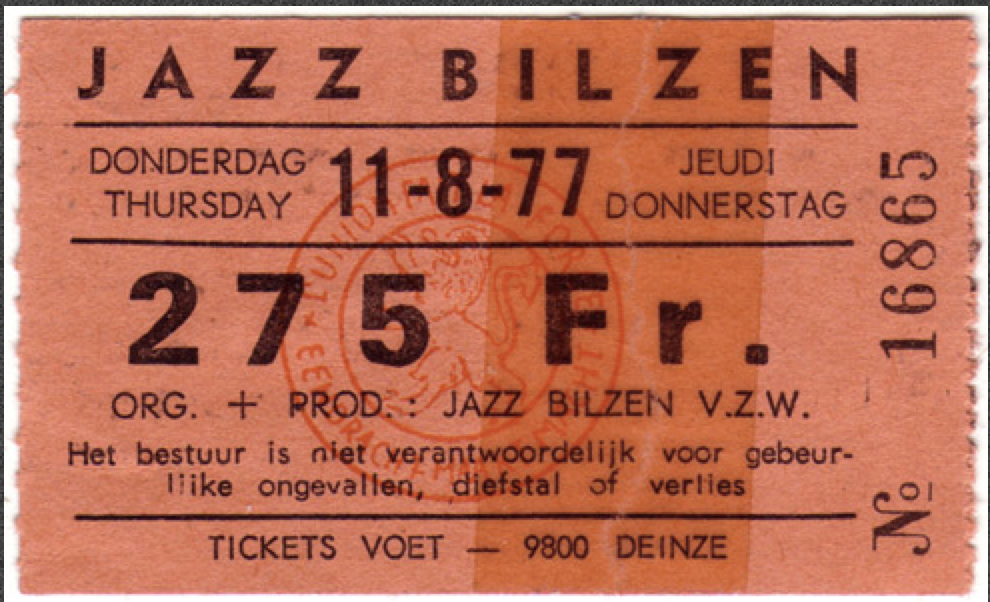 JAZZ BILZEN
DONDERDAG
THURSDAY
11-8-77
JEUDI
DONNERSTAG
275 Fr.
ORG. + PROD. : JAZZ BILZEN V.Z.W.
Het bestuur is niet verantwoordelijk voor gebeur-
lijke ongevallen, diefstal of verlies
TICKETS VOET — 9800 DEINZE
No 16865